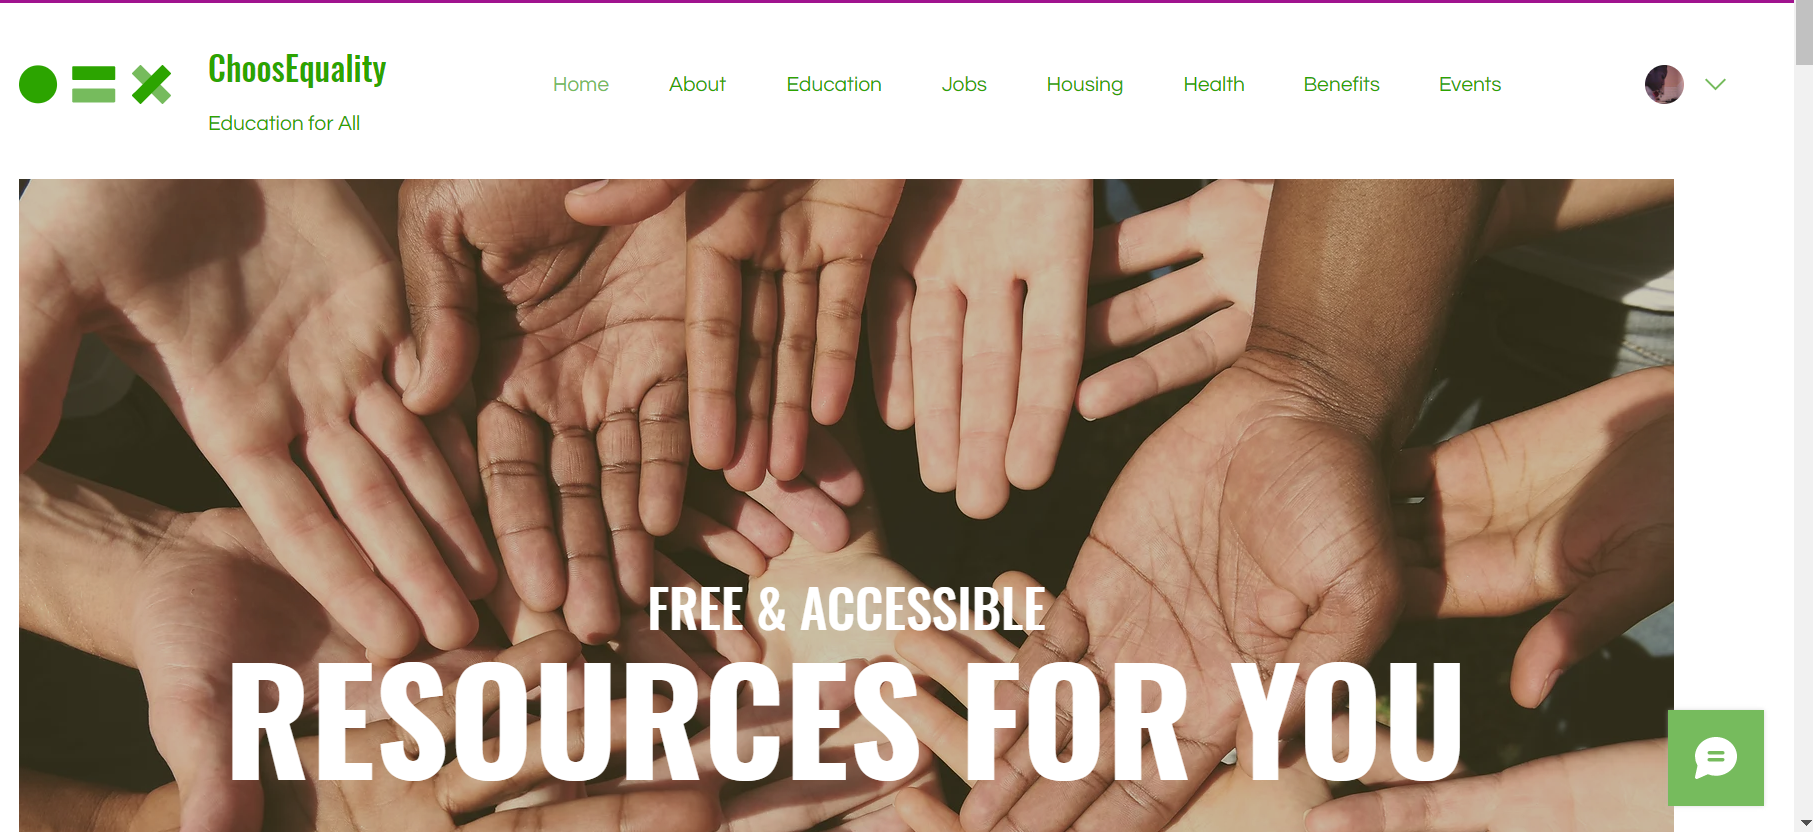 ChoosEquality
Education for All
Home About Education Jobs Housing Health Benefits Events
FREE & ACCESSIBLE
RESOURCES FOR YOU